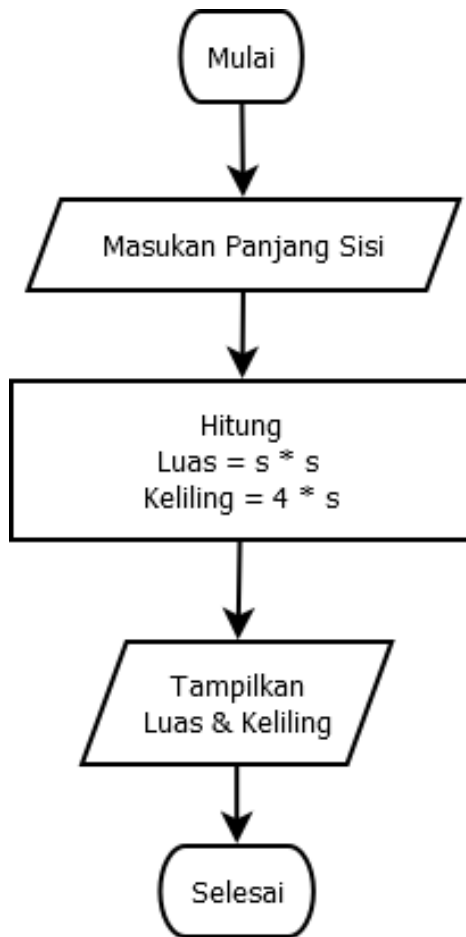 Mulai
Masukan Panjang Sisi
Hitung
Luas = s * s
Keliling = 4 * s
Tampilkan
Luas & Keliling
Selesai